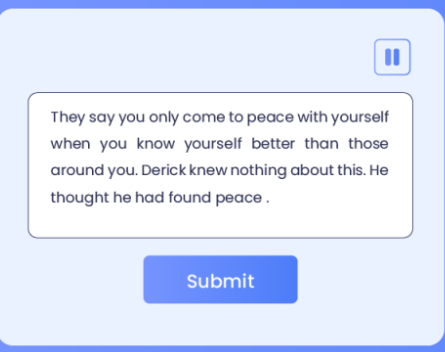 They say you only come to peace with yourself
when you know yourself better than those
around you. Derick knew nothing about this. He
thought he had found peace .
Submit